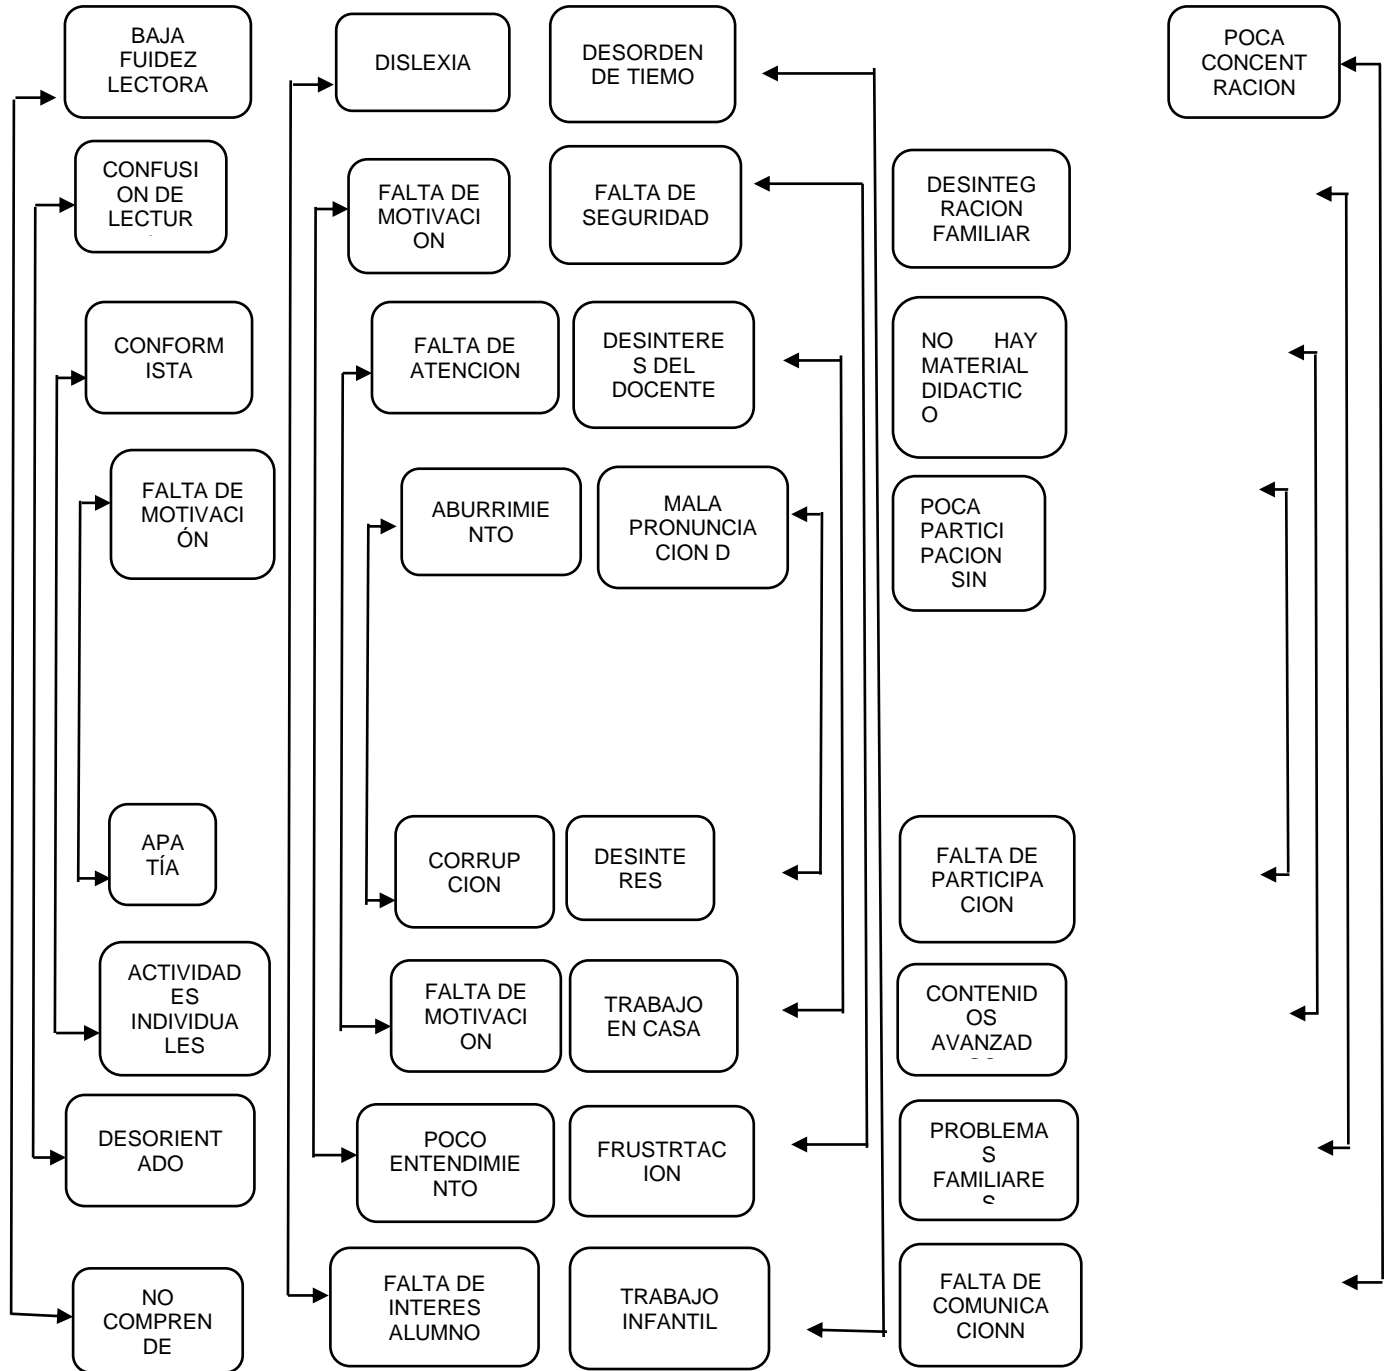 BAJA
FUIDEZ
LECTORA
DISLEXIA
DESORDEN
DE TIEMO
POCA
CONCENT
RACION
CONFUSI
ON DE
LECTUR
FALTA DE
MOTIVACI
ON
FALTA DE
SEGURIDAD
DESINTEG
RACION
FAMILIAR
CONFORM
ISTA
FALTA DE
ATENCION
DESINTERE
S DEL
DOCENTE
NO HAY
MATERIAL
DIDACTIC
O
FALTA DE
MOTIVACI
ÓN
ABURRIMIE
NTO
MALA
PRONUNCIA
CION D
POCA
PARTICI
PACION
SIN
APA
TÍA
CORRUP
CION
DESINTE
RES
FALTA DE
PARTICIPA
CION
ACTIVIDAD
ES
INDIVIDUA
LES
FALTA DE
MOTIVACI
ON
TRABAJO
EN CASA
CONTENID
OS
AVANZAD
DESORIENT
ADO
POCO
ENTENDIMIE
NTO
FRUSTRTAC
ION
PROBLEMA
S
FAMILIARE
S
NO
COMPREN
DE
FALTA DE
INTERES
ALUMNO
TRABAJO
INFANTIL
FALTA DE
COMUNICA
CIONN